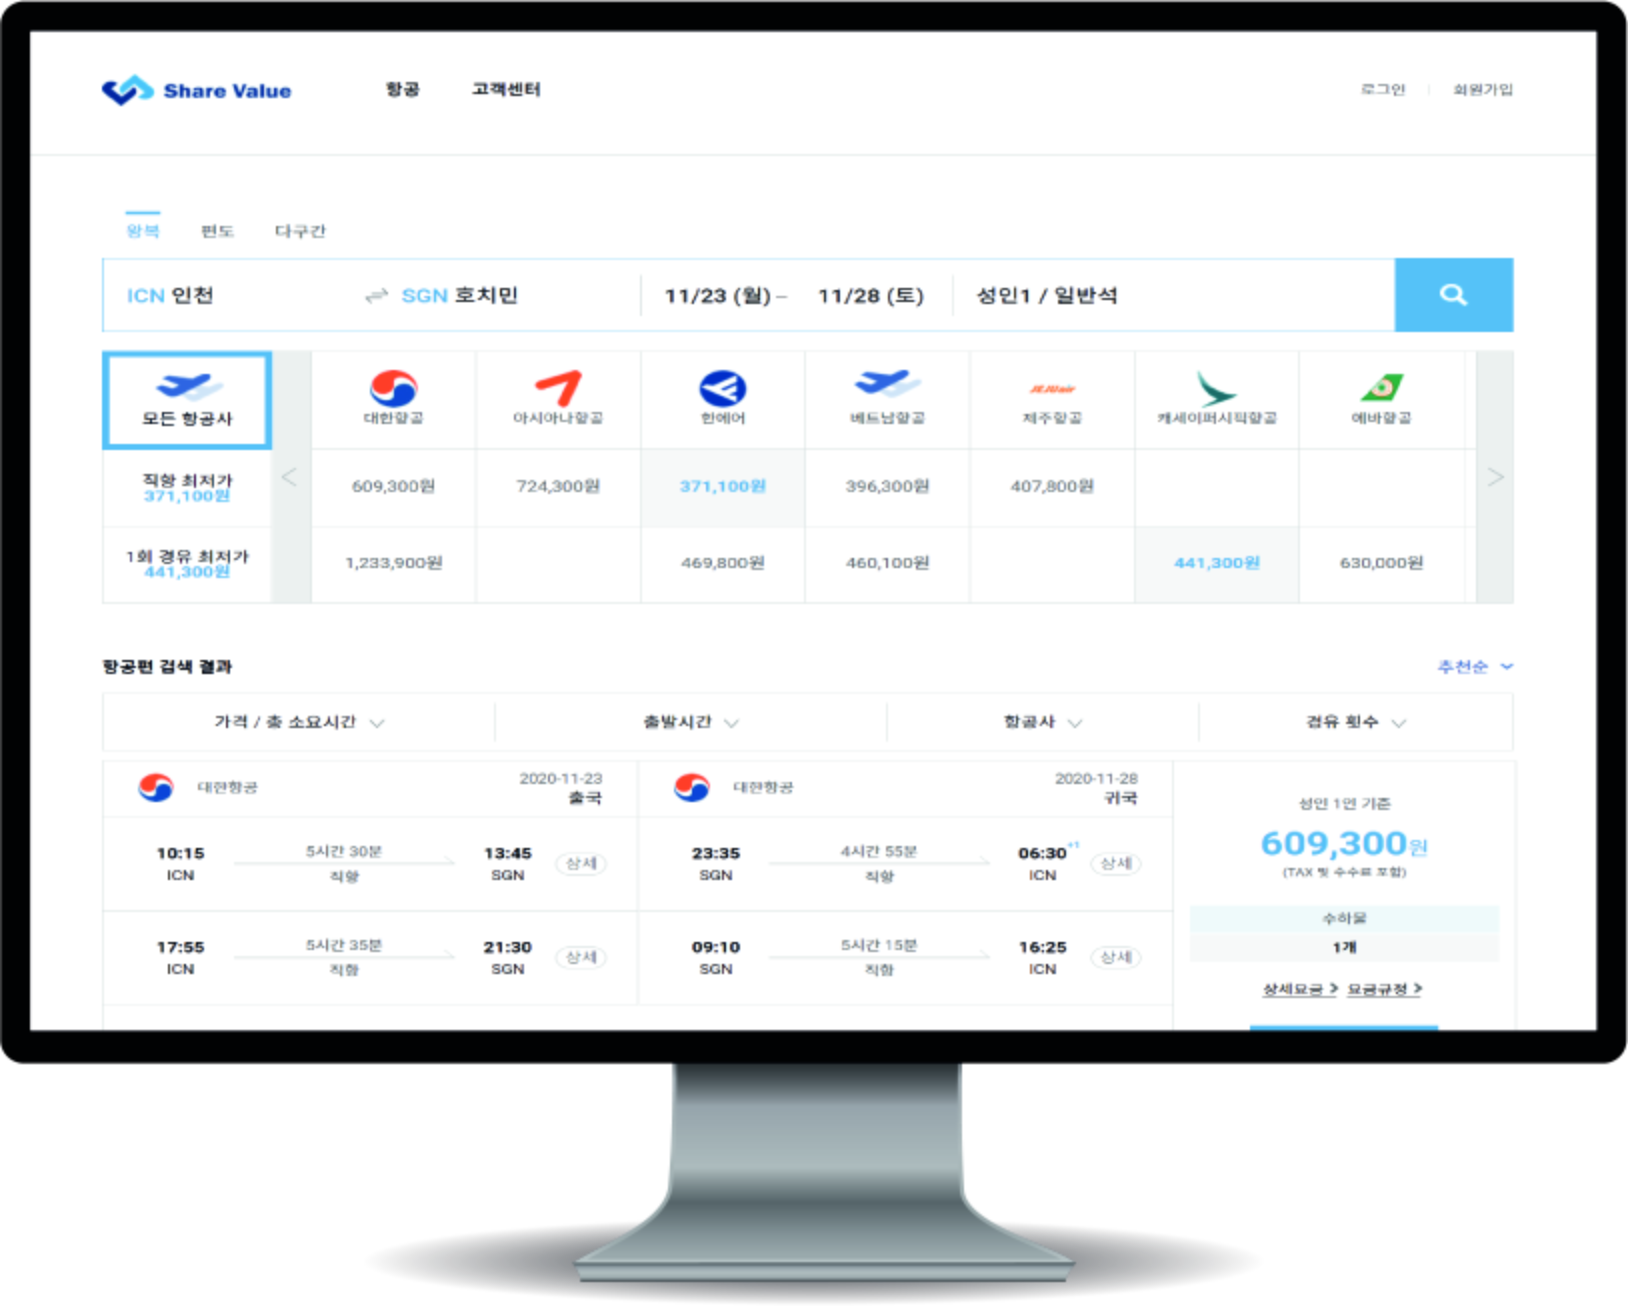 Share Value 항공 고객센터 로그인 회원가입
왕복 편도 다구간
ICN 인천 SGN 호치민 11/23 (월) – 11/28 (토) 성인1 / 일반석
모든 항공사 대한항공 아시아나항공 진에어 베트남항공 제주항공 캐세이퍼시픽항공 에바항공
직항 최저가
371,100원 < 609,300원 724,300원 371,100원 396,300원 407,800원 >
1회 경유 최저가
441,300원 1,233,900원 469,800원 460,100원 441,300원 630,000원
항공편 검색 결과 추천순
가격 / 총 소요시간 출발시간 항공사 경유 횟수
대한항공 2020-11-23 출국 대한항공 2020-11-28 귀국
성인 1인 기준
609,300원
(TAX 및 수수료 포함)
10:15 5시간 30분 13:45 상세 23:35 4시간 55분 06:30 +1 상세
ICN 직항 SGN SGN 직항 ICN
수하물
1개
17:55 5시간 35분 21:30 상세 09:10 5시간 15분 16:25 상세
ICN 직항 SGN SGN 직항 ICN
상세요금 > 요금규정 >